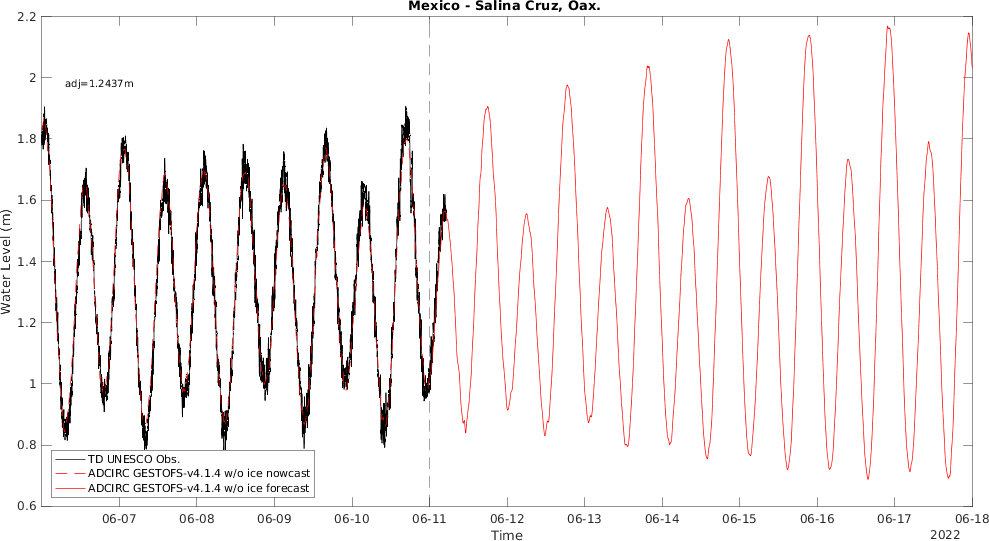 Mexico - Salina Cruz, Oax.
2.2
2
1.8
1.6
1.4
1.2
1
0.8
0.6
Water Level (m)
adj=1.2437m
TD UNESCO Obs.
ADCIRC GESTOFS-v4.1.4 w/o ice nowcast
ADCIRC GESTOFS-v4.1.4 w/o ice forecast
06-07 06-08 06-09 06-10 06-11 06-12 06-13 06-14 06-15 06-16 06-17 06-18
Time
2022